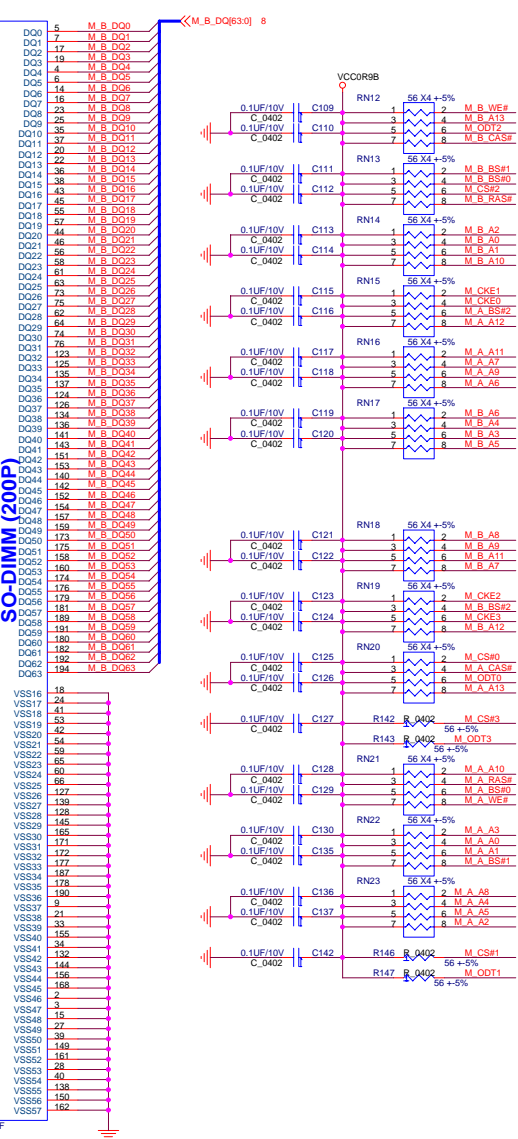 M_B_DQ[63:0] 8
DQ0 5 M_B_DQ0
DQ1 7 M_B_DQ1
DQ2 17 M_B_DQ2
DQ3 19 M_B_DQ3
DQ4 4 M_B_DQ4
DQ5 6 M_B_DQ5
DQ6 14 M_B_DQ6
DQ7 16 M_B_DQ7
DQ8 23 M_B_DQ8
DQ9 25 M_B_DQ9
DQ10 35 M_B_DQ10
DQ11 37 M_B_DQ11
DQ12 20 M_B_DQ12
DQ13 22 M_B_DQ13
DQ14 36 M_B_DQ14
DQ15 38 M_B_DQ15
DQ16 43 M_B_DQ16
DQ17 45 M_B_DQ17
DQ18 55 M_B_DQ18
DQ19 57 M_B_DQ19
DQ20 44 M_B_DQ20
DQ21 46 M_B_DQ21
DQ22 56 M_B_DQ22
DQ23 58 M_B_DQ23
DQ24 61 M_B_DQ24
DQ25 63 M_B_DQ25
DQ26 73 M_B_DQ26
DQ27 75 M_B_DQ27
DQ28 62 M_B_DQ28
DQ29 64 M_B_DQ29
DQ30 74 M_B_DQ30
DQ31 76 M_B_DQ31
DQ32 123 M_B_DQ32
DQ33 125 M_B_DQ33
DQ34 135 M_B_DQ34
DQ35 137 M_B_DQ35
DQ36 124 M_B_DQ36
DQ37 126 M_B_DQ37
DQ38 134 M_B_DQ38
DQ39 136 M_B_DQ39
DQ40 141 M_B_DQ40
DQ41 143 M_B_DQ41
DQ42 151 M_B_DQ42
DQ43 153 M_B_DQ43
DQ44 140 M_B_DQ44
DQ45 142 M_B_DQ45
DQ46 152 M_B_DQ46
DQ47 154 M_B_DQ47
DQ48 157 M_B_DQ48
DQ49 159 M_B_DQ49
DQ50 173 M_B_DQ50
DQ51 175 M_B_DQ51
DQ52 158 M_B_DQ52
DQ53 160 M_B_DQ53
DQ54 174 M_B_DQ54
DQ55 176 M_B_DQ55
DQ56 179 M_B_DQ56
DQ57 181 M_B_DQ57
DQ58 189 M_B_DQ58
DQ59 191 M_B_DQ59
DQ60 180 M_B_DQ60
DQ61 182 M_B_DQ61
DQ62 192 M_B_DQ62
DQ63 194 M_B_DQ63
SO-DIMM (200P)
VSS16 18
VSS17 24
VSS18 41
VSS19 53
VSS20 42
VSS21 54
VSS22 59
VSS23 65
VSS24 60
VSS25 66
VSS26 127
VSS27 139
VSS28 128
VSS29 145
VSS30 165
VSS31 171
VSS32 172
VSS33 177
VSS34 187
VSS35 178
VSS36 190
VSS37 9
VSS38 21
VSS39 33
VSS40 155
VSS41 34
VSS42 132
VSS43 144
VSS44 156
VSS45 168
VSS46 2
VSS47 3
VSS48 15
VSS49 27
VSS50 39
VSS51 149
VSS52 161
VSS53 28
VSS54 40
VSS55 138
VSS56 150
VSS57 162
F
VCC0R9B
RN12 56 X4 +-5%
0.1UF/10V C109 1 2 M_B_WE#
C_0402 3 4 M_B_A13
0.1UF/10V C110 5 6 M_ODT2
C_0402 7 8 M_B_CAS#
RN13 56 X4 +-5%
0.1UF/10V C111 1 2 M_B_BS#1
C_0402 3 4 M_B_BS#0
0.1UF/10V C112 5 6 M_CS#2
C_0402 7 8 M_B_RAS#
RN14 56 X4 +-5%
0.1UF/10V C113 1 2 M_B_A2
C_0402 3 4 M_B_A0
0.1UF/10V C114 5 6 M_B_A1
C_0402 7 8 M_B_A10
RN15 56 X4 +-5%
0.1UF/10V C115 1 2 M_CKE1
C_0402 3 4 M_CKE0
0.1UF/10V C116 5 6 M_A_BS#2
C_0402 7 8 M_A_A12
RN16 56 X4 +-5%
0.1UF/10V C117 1 2 M_A_A11
C_0402 3 4 M_A_A7
0.1UF/10V C118 5 6 M_A_A9
C_0402 7 8 M_A_A6
RN17 56 X4 +-5%
0.1UF/10V C119 1 2 M_B_A6
C_0402 3 4 M_B_A4
0.1UF/10V C120 5 6 M_B_A3
C_0402 7 8 M_B_A5
RN18 56 X4 +-5%
0.1UF/10V C121 1 2 M_B_A8
C_0402 3 4 M_B_A9
0.1UF/10V C122 5 6 M_B_A11
C_0402 7 8 M_B_A7
RN19 56 X4 +-5%
0.1UF/10V C123 1 2 M_CKE2
C_0402 3 4 M_B_BS#2
0.1UF/10V C124 5 6 M_CKE3
C_0402 7 8 M_B_A12
RN20 56 X4 +-5%
0.1UF/10V C125 1 2 M_CS#0
C_0402 3 4 M_A_CAS#
0.1UF/10V C126 5 6 M_ODT0
C_0402 7 8 M_A_A13
0.1UF/10V C127 R142 R_0402 M_CS#3
C_0402 56 +-5%
R143 R_0402 M_ODT3
56 +-5%
RN21 56 X4 +-5%
0.1UF/10V C128 1 2 M_A_A10
C_0402 3 4 M_A_RAS#
0.1UF/10V C129 5 6 M_A_BS#0
C_0402 7 8 M_A_WE#
RN22 56 X4 +-5%
0.1UF/10V C130 1 2 M_A_A3
C_0402 3 4 M_A_A0
0.1UF/10V C135 5 6 M_A_A1
C_0402 7 8 M_A_BS#1
RN23 56 X4 +-5%
0.1UF/10V C136 1 2 M_A_A8
C_0402 3 4 M_A_A4
0.1UF/10V C137 5 6 M_A_A5
C_0402 7 8 M_A_A2
0.1UF/10V C142 R146 R_0402 M_CS#1
C_0402 56 +-5%
R147 R_0402 M_ODT1
56 +-5%